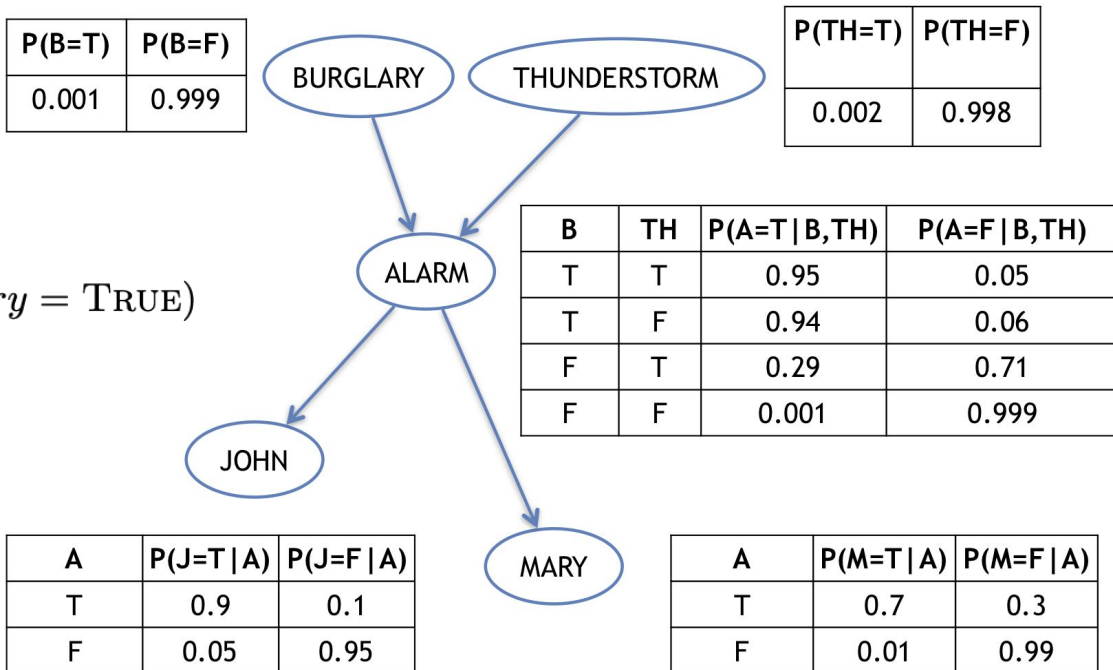 P(B=T) P(B=F)
0.001 0.999
BURGLARY
THUNDERSTORM
P(TH=T) P(TH=F)
0.002 0.998
ALARM
B TH P(A=T|B,TH) P(A=F|B,TH)
T T 0.95 0.05
T F 0.94 0.06
F T 0.29 0.71
F F 0.001 0.999
y = TRUE)
JOHN
MARY
A P(J=T|A) P(J=F|A)
T 0.9 0.1
F 0.05 0.95
A P(M=T|A) P(M=F|A)
T 0.7 0.3
F 0.01 0.99